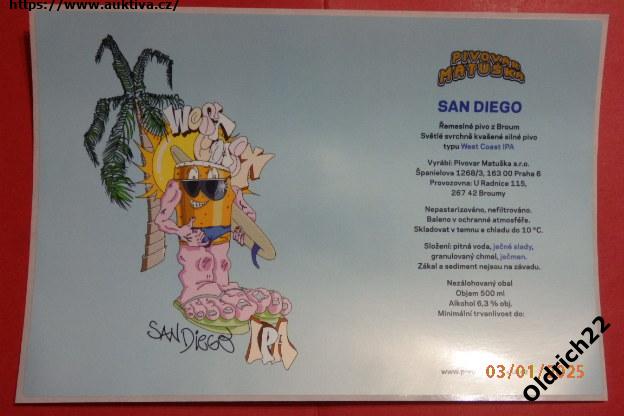 https://www.auktiva.cz/
WORK
SAN DIEGO
IPA
PIVOVAR
MATUŠKA
SAN DIEGO
Řemeslné pivo z Broum
Světlé svrchně kvašené silné pivo
typu West Coast IPA
Vyrábí: Pivovar Matuška s.r.o.
Španielova 1268/3, 163 00 Praha 6
Provozovna: U Radnice 115,
267 42 Broumy
Nepasterizováno, nefiltrováno.
Baleno v ochranné atmosféře.
Skladovat v temnu a chladu do 10 °C.
Složení: pitná voda, ječné slady,
granulovaný chmel, ječmen.
Zákal a sediment nejsou na závadu.
Nezálohovaný obal
Objem 500 ml
Alkohol 6,3 % obj.
Minimální trvanlivost do:
03/01/2025
Oldrich22